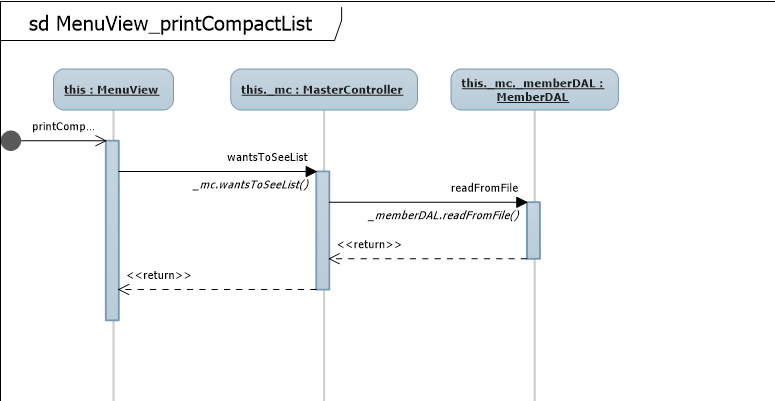 sd MenuView_printCompactList
this : MenuView
this._mc : MasterController
this._mc._memberDAL :
MemberDAL
printComp...
wantsToSeeList
_mc.wantsToSeeList()
readFromFile
_memberDAL.readFromFile()
<<return>>
<<return>>